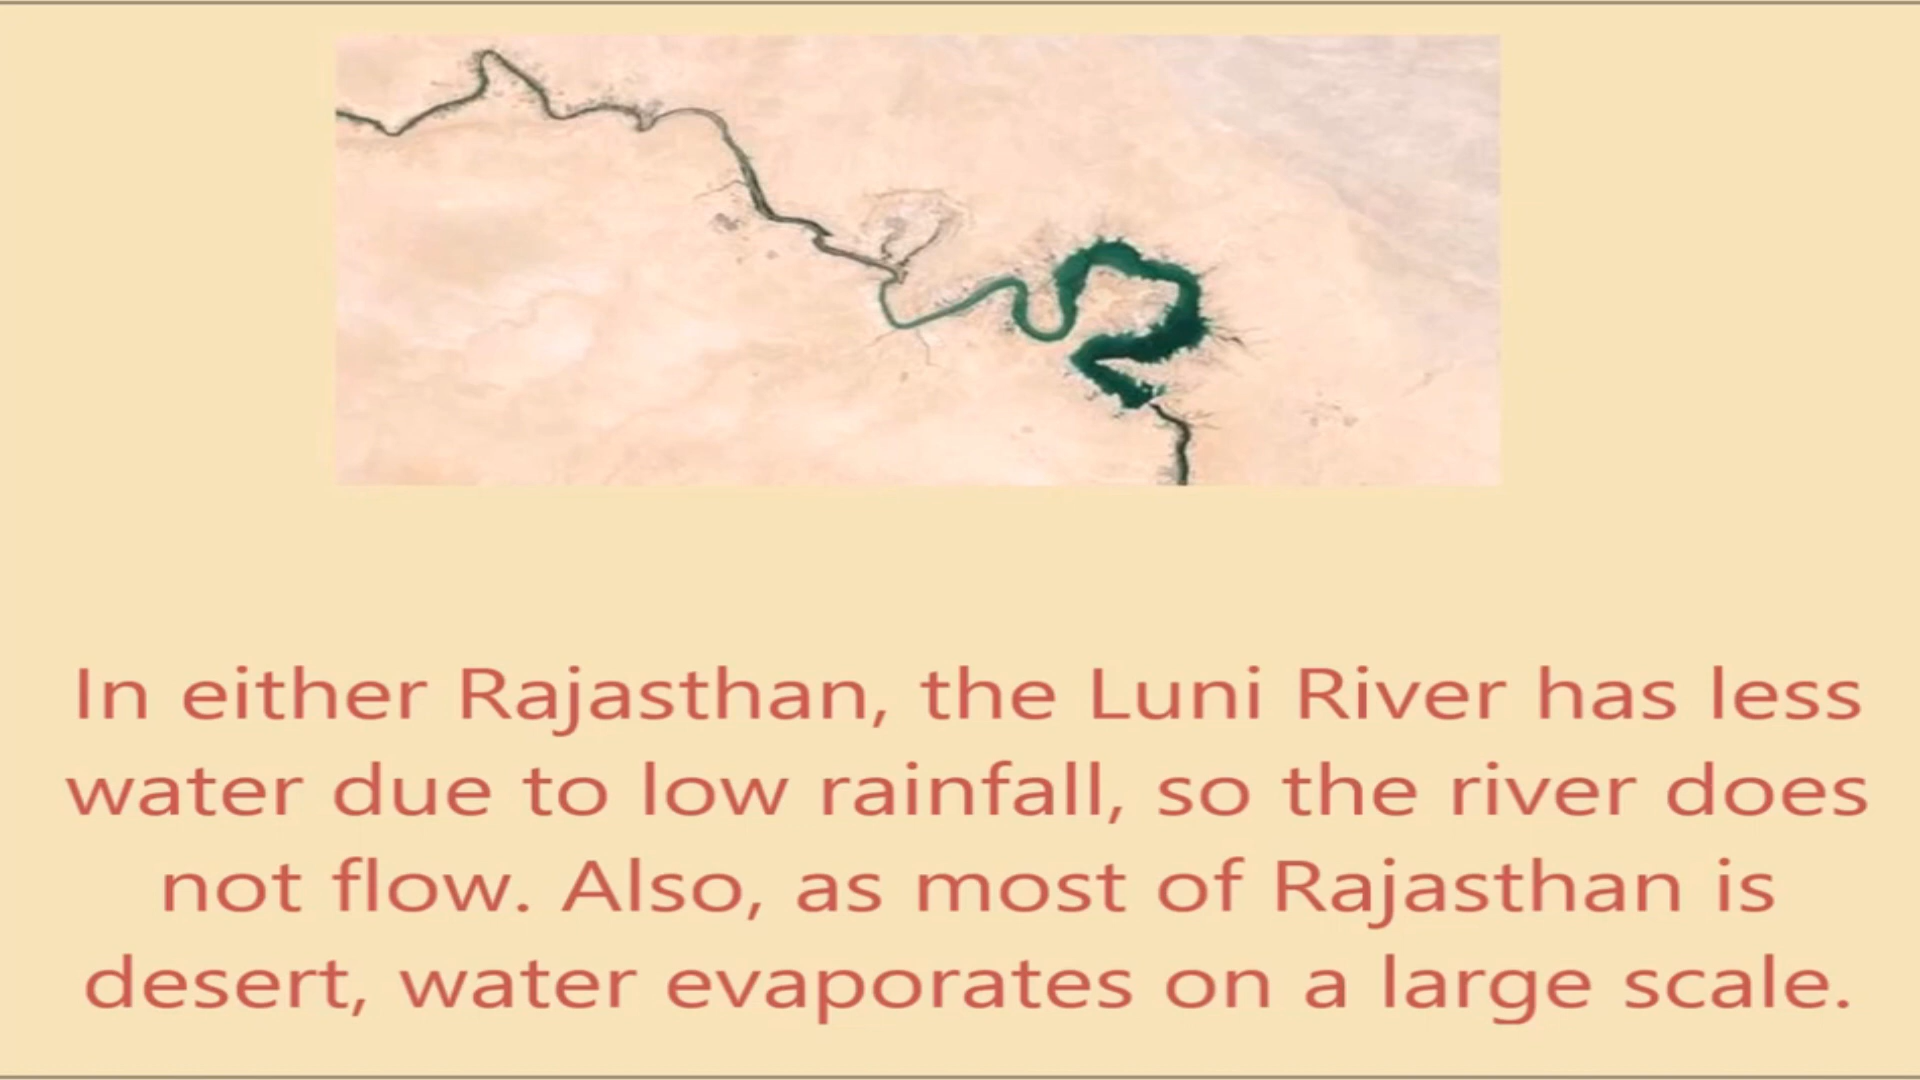 In either Rajasthan, the Luni River has less
water due to low rainfall, so the river does
not flow. Also, as most of Rajasthan is
desert, water evaporates on a large scale.